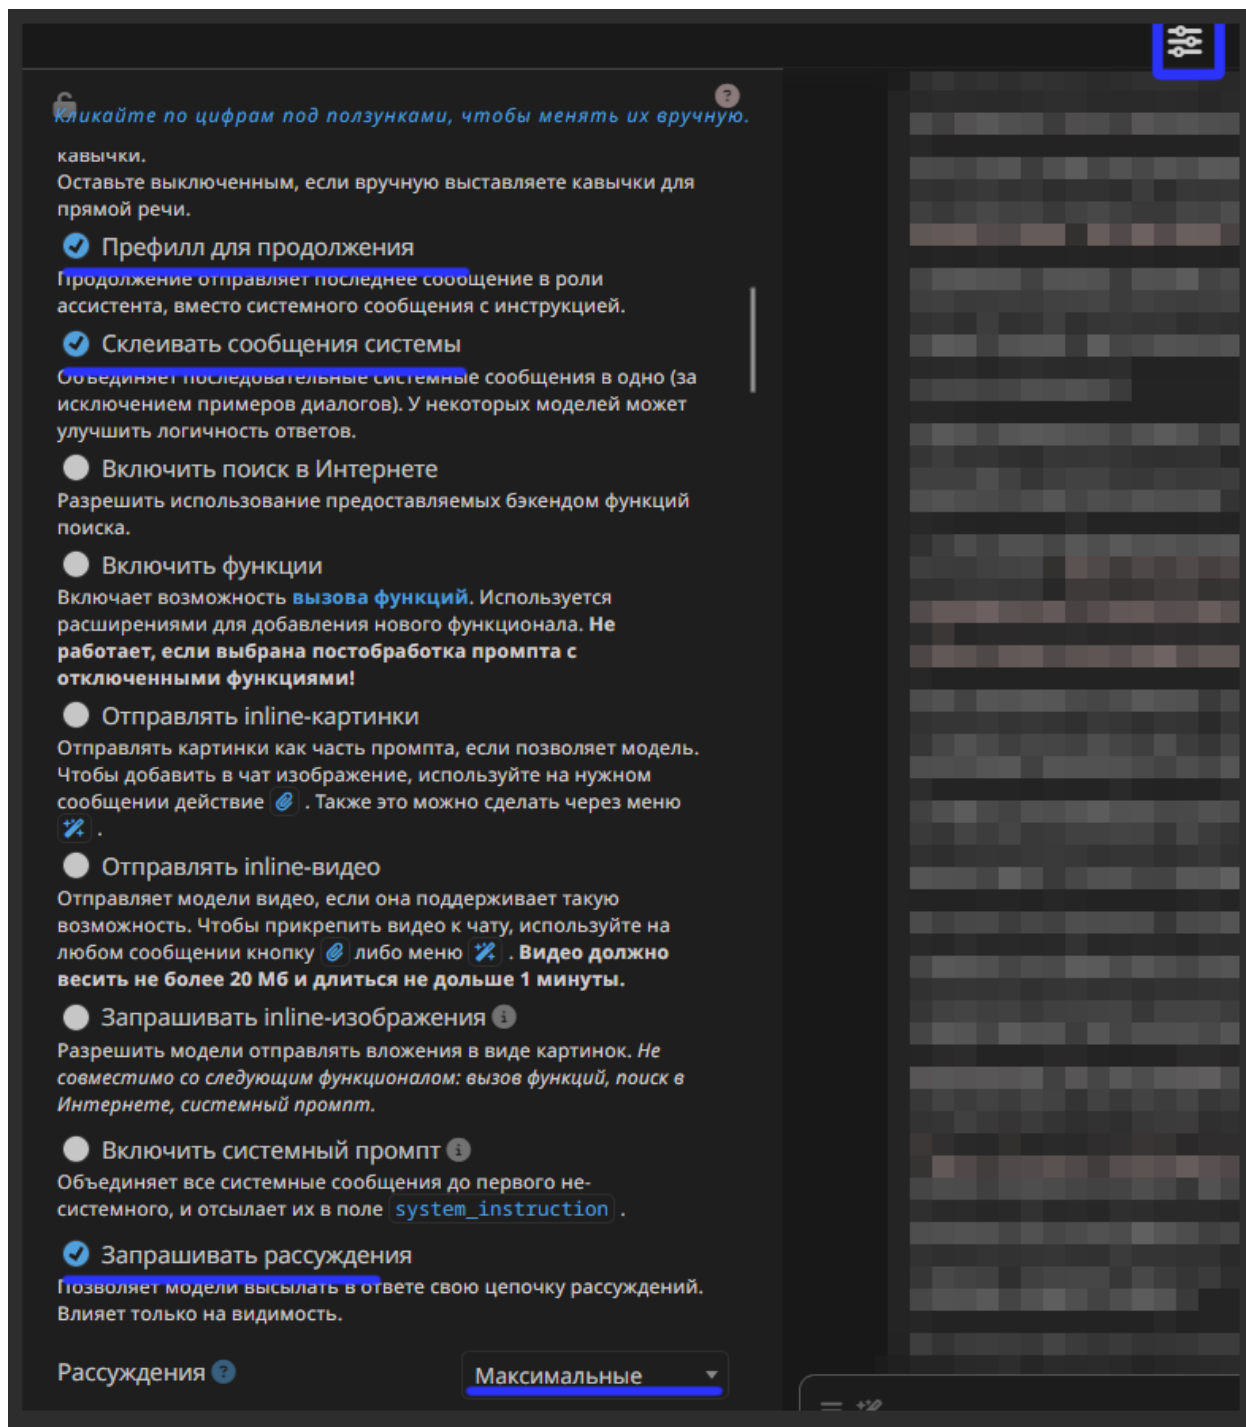 Кликайте по цифрам под ползунками, чтобы менять их вручную.
кавычки.
Оставьте выключенным, если вручную выставляете кавычки для
прямой речи.
Префилл для продолжения
Продолжение отправляет последнее сообщение в роли
ассистента, вместо системного сообщения с инструкцией.
Склеивать сообщения системы
Объединяет последовательные системные сообщения в одно (за
исключением примеров диалогов). У некоторых моделей может
улучшить логичность ответов.
Включить поиск в Интернете
Разрешить использование предоставляемых бэкендом функций
поиска.
Включить функции
Включает возможность вызова функций. Используется
расширениями для добавления нового функционала. Не
работает, если выбрана постобработка промпта с
отключенными функциями!
Отправлять inline-картинки
Отправлять картинки как часть промпта, если позволяет модель.
Чтобы добавить в чат изображение, используйте на нужном
сообщении действие . Также это можно сделать через меню
.
Отправлять inline-видео
Отправляет модели видео, если она поддерживает такую
возможность. Чтобы прикрепить видео к чату, используйте на
любом сообщении кнопку либо меню . Видео должно
весить не более 20 Мб и длиться не дольше 1 минуты.
Запрашивать inline-изображения
Разрешить модели отправлять вложения в виде картинок. Не
совместимо со следующим функционалом: вызов функций, поиск в
Интернете, системный промпт.
Включить системный промпт
Объединяет все системные сообщения до первого не-
системного, и отсылает их в поле system_instruction .
Запрашивать рассуждения
Позволяет модели высылать в ответе свою цепочку рассуждений.
Влияет только на видимость.
Рассуждения ? Максимальные